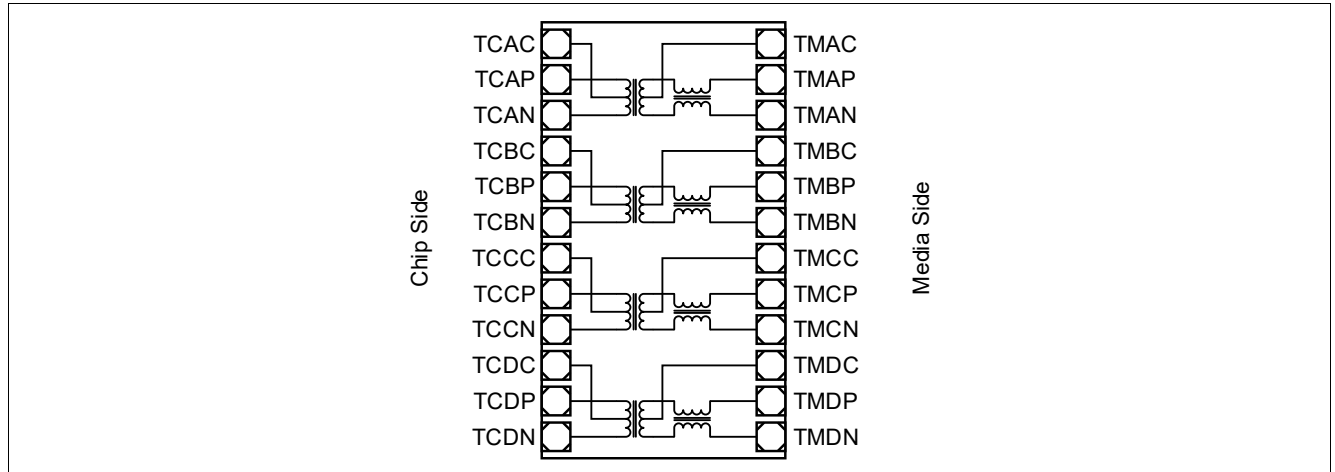 TCAC TMAC
TCAP TMAP
TCAN TMAN
TCBC TMBC
TCBP TMBP
TCBN TMBN
TCCC TMCC
TCCP TMCP
TCCN TMCN
TCDC TMDC
TCDP TMDP
TCDN TMDN
Chip Side
Media Side